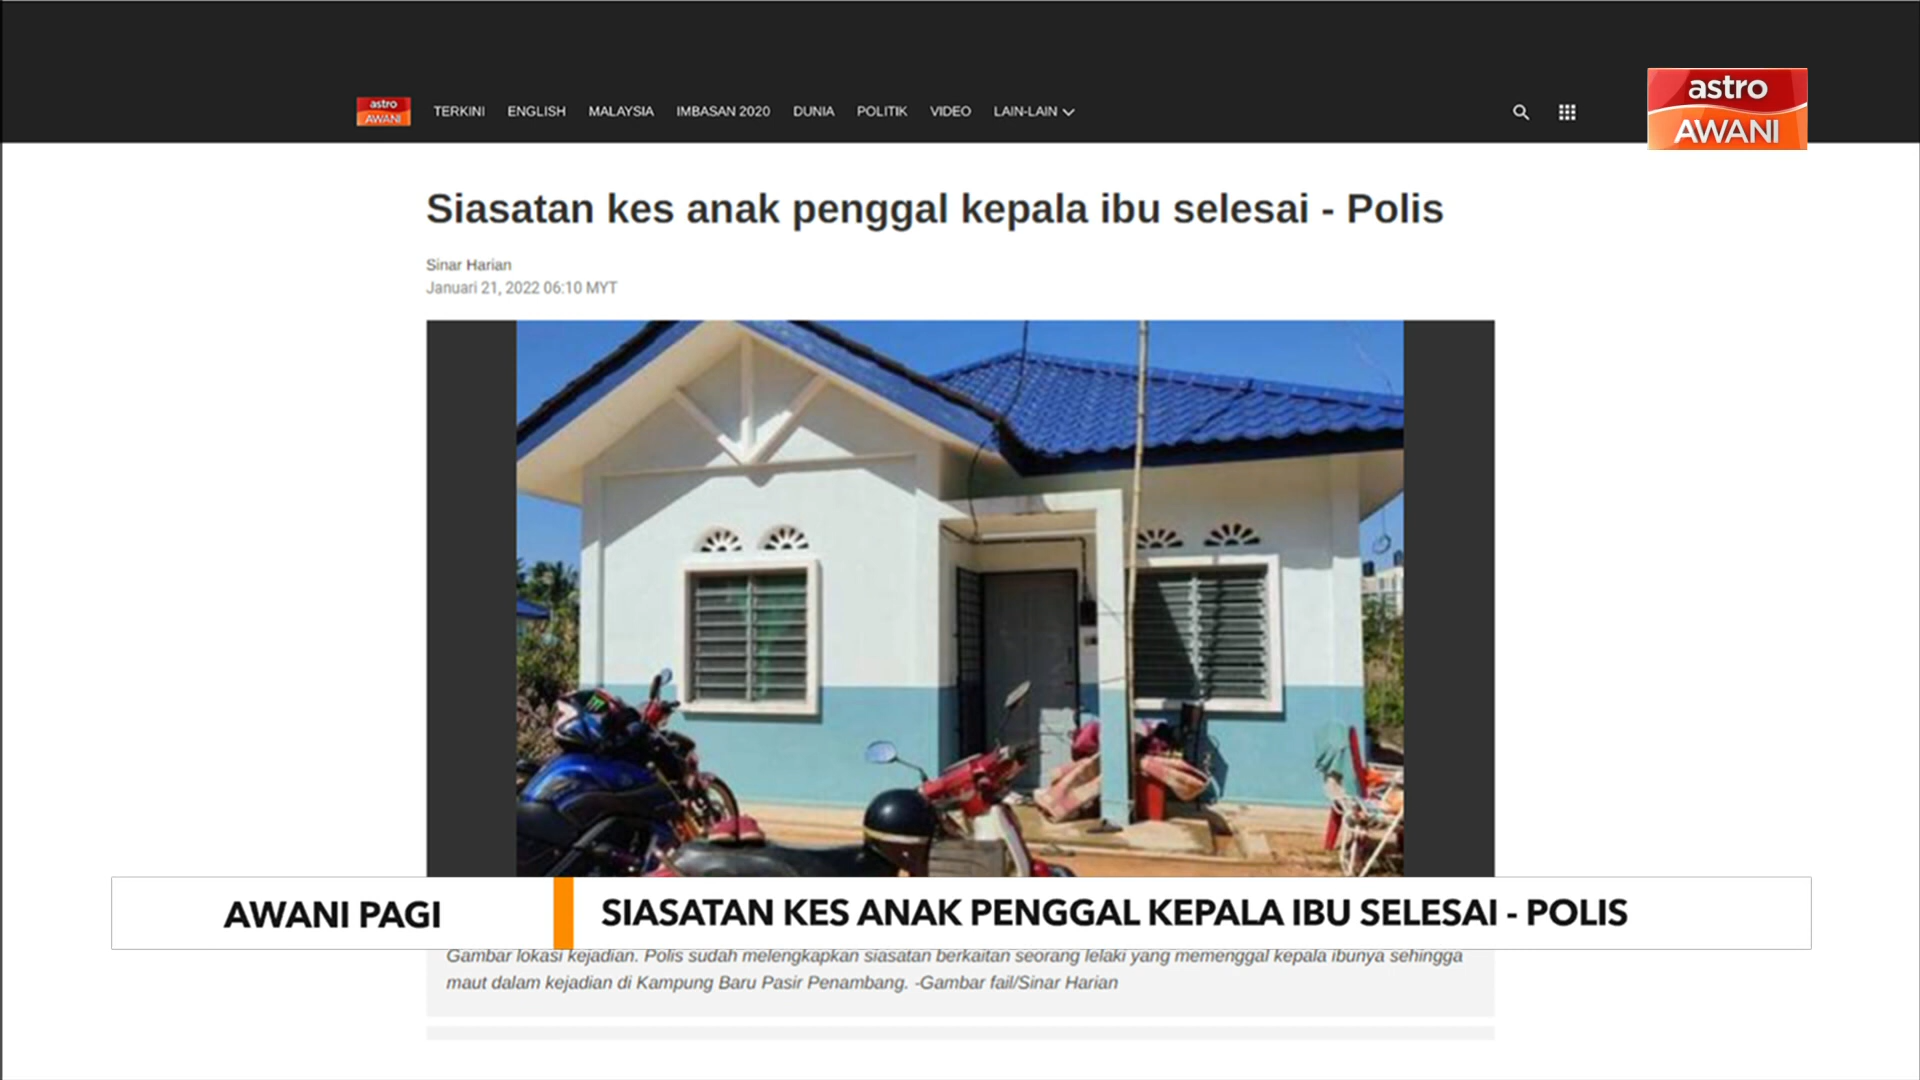 astro
AWANI
TERKINI ENGLISH MALAYSIA IMBASAN 2020 DUNIA POLITIK VIDEO LAIN-LAIN
astro
AWANI
Siasatan kes anak penggal kepala ibu selesai - Polis
Sinar Harian
Januari 21, 2022 06:10 MYT
AWANI PAGI
SIASATAN KES ANAK PENGGAL KEPALA IBU SELESAI - POLIS
Gambar lokasi kejadian. Polis sudah melengkapkan siasatan berkaitan seorang lelaki yang memenggal kepala ibunya sehingga
maut dalam kejadian di Kampung Baru Pasir Penambang. -Gambar fail/Sinar Harian